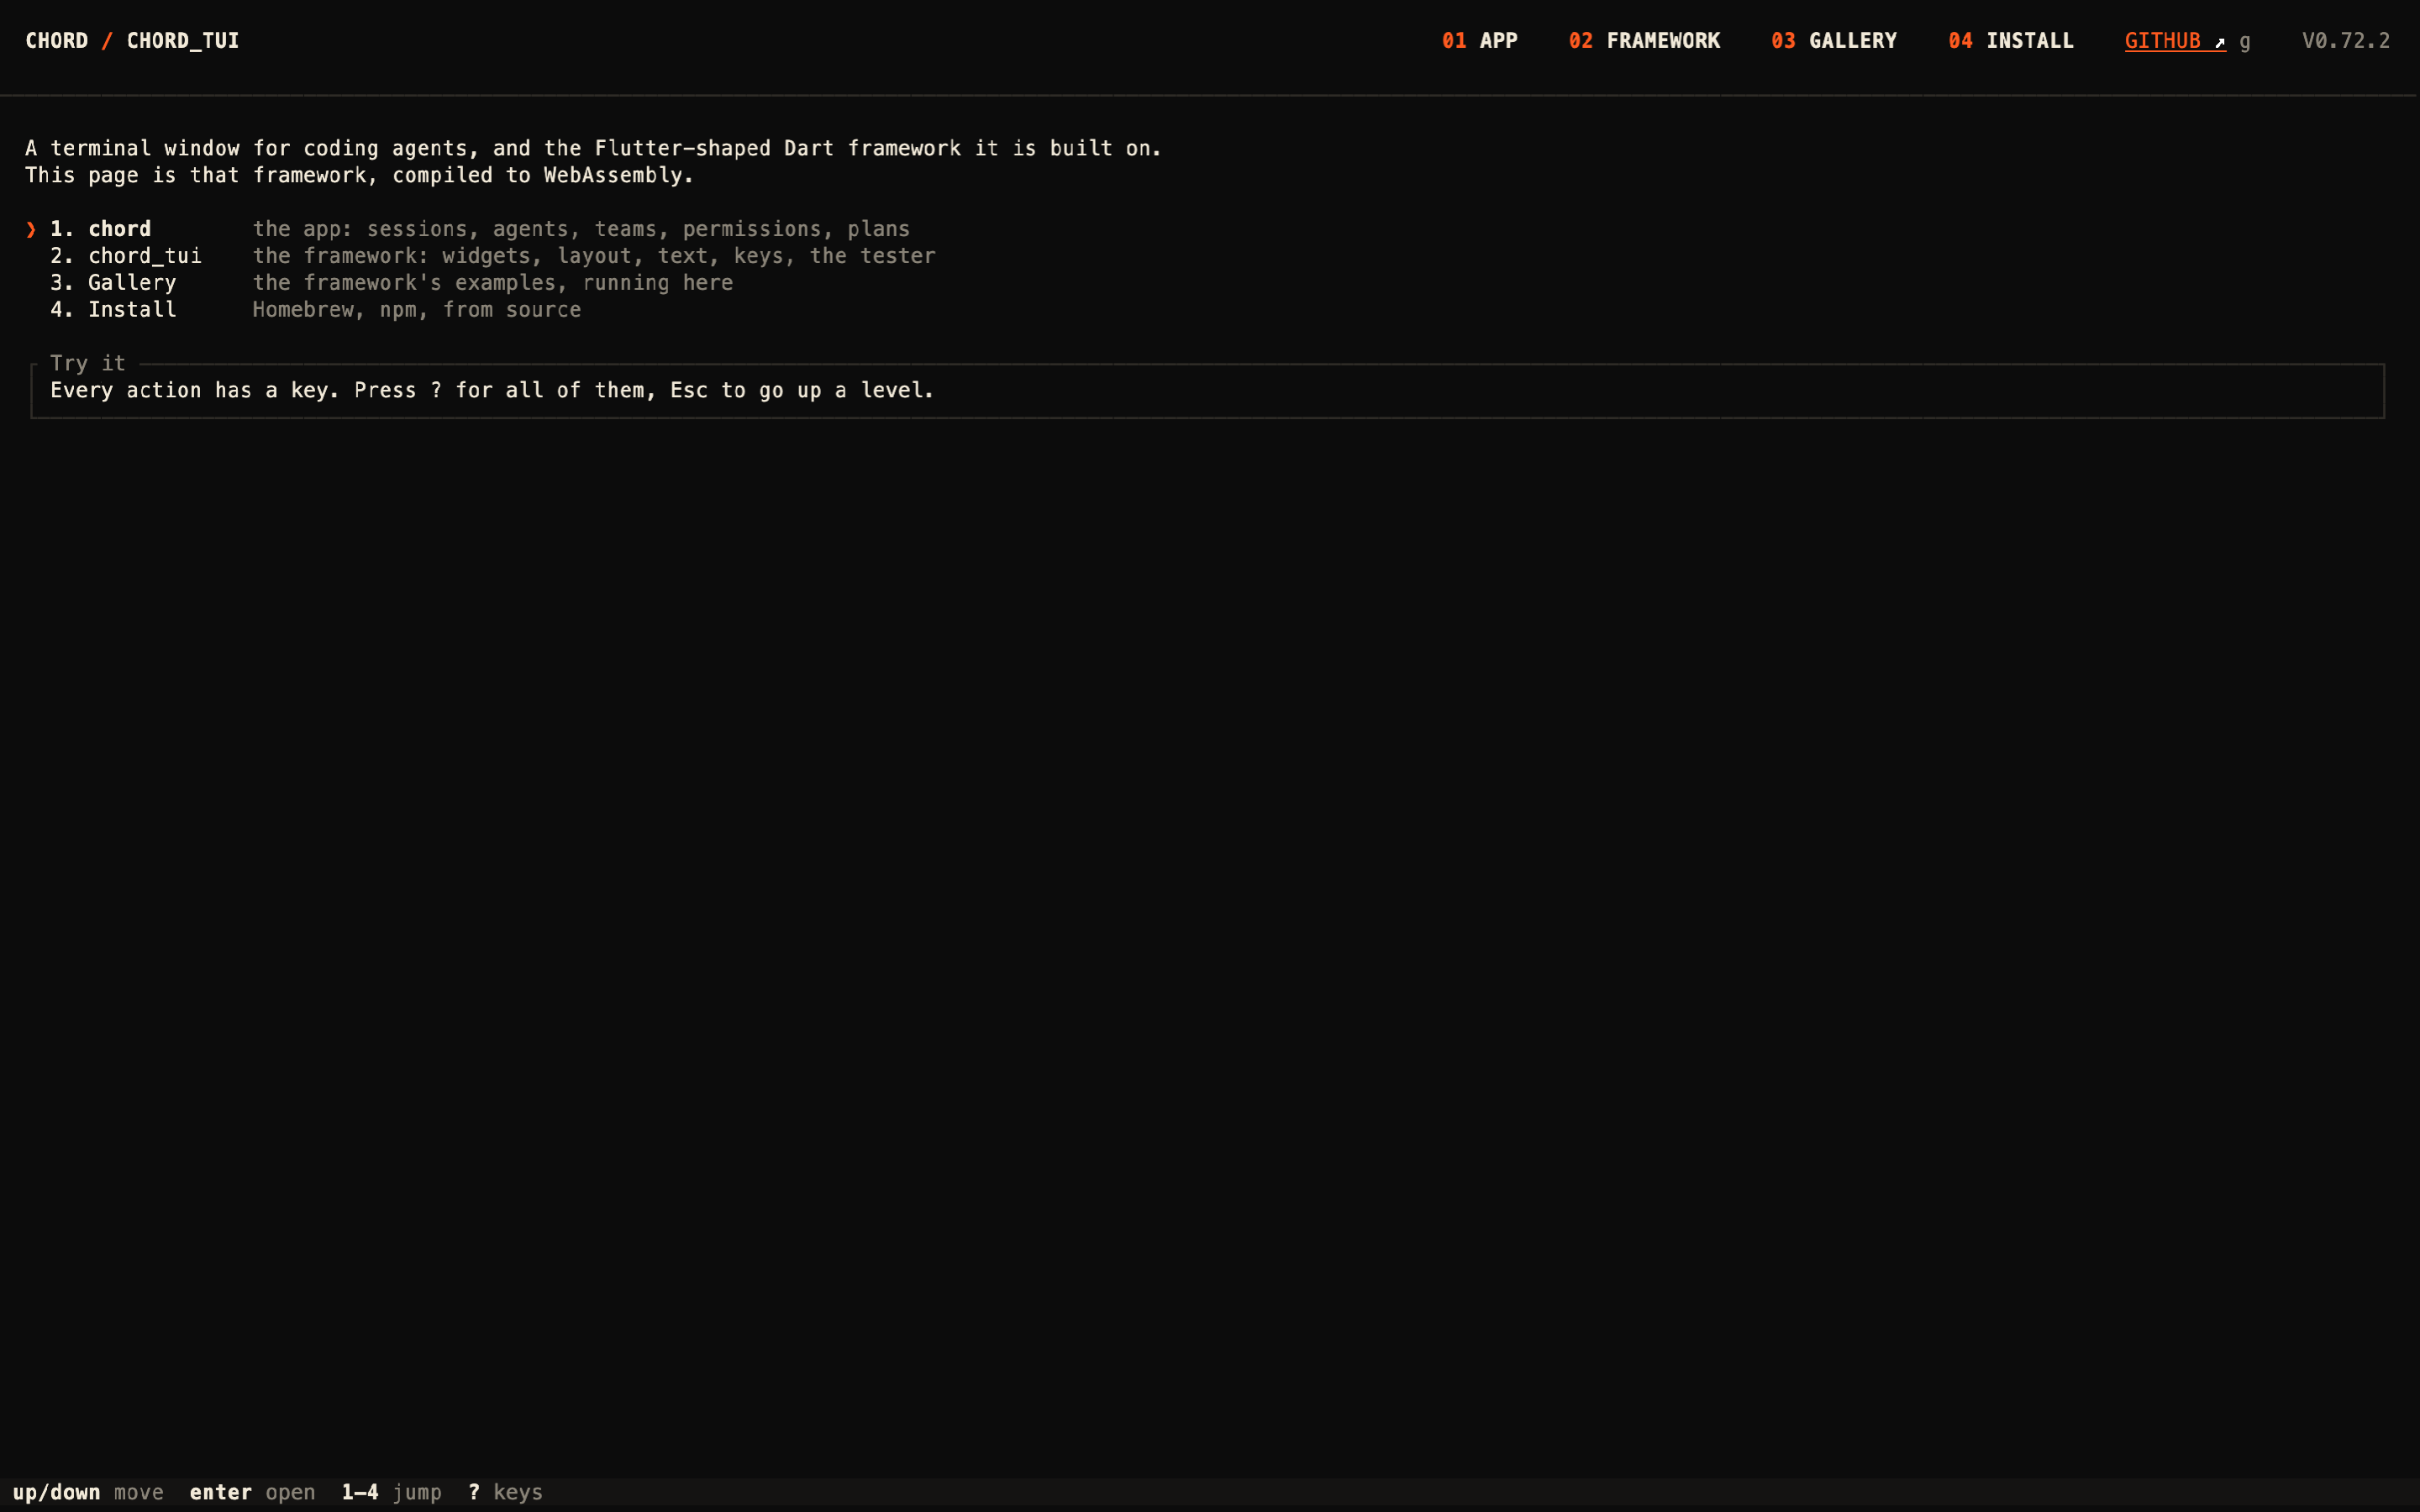 CHORD / CHORD_TUI 01 APP 02 FRAMEWORK 03 GALLERY 04 INSTALL GITHUB ↗ g V0.72.2
A terminal window for coding agents, and the Flutter-shaped Dart framework it is built on.
This page is that framework, compiled to WebAssembly.
❯ 1. chord the app: sessions, agents, teams, permissions, plans
2. chord_tui the framework: widgets, layout, text, keys, the tester
3. Gallery the framework's examples, running here
4. Install Homebrew, npm, from source
Try it
Every action has a key. Press ? for all of them, Esc to go up a level.
up/down move enter open 1–4 jump ? keys